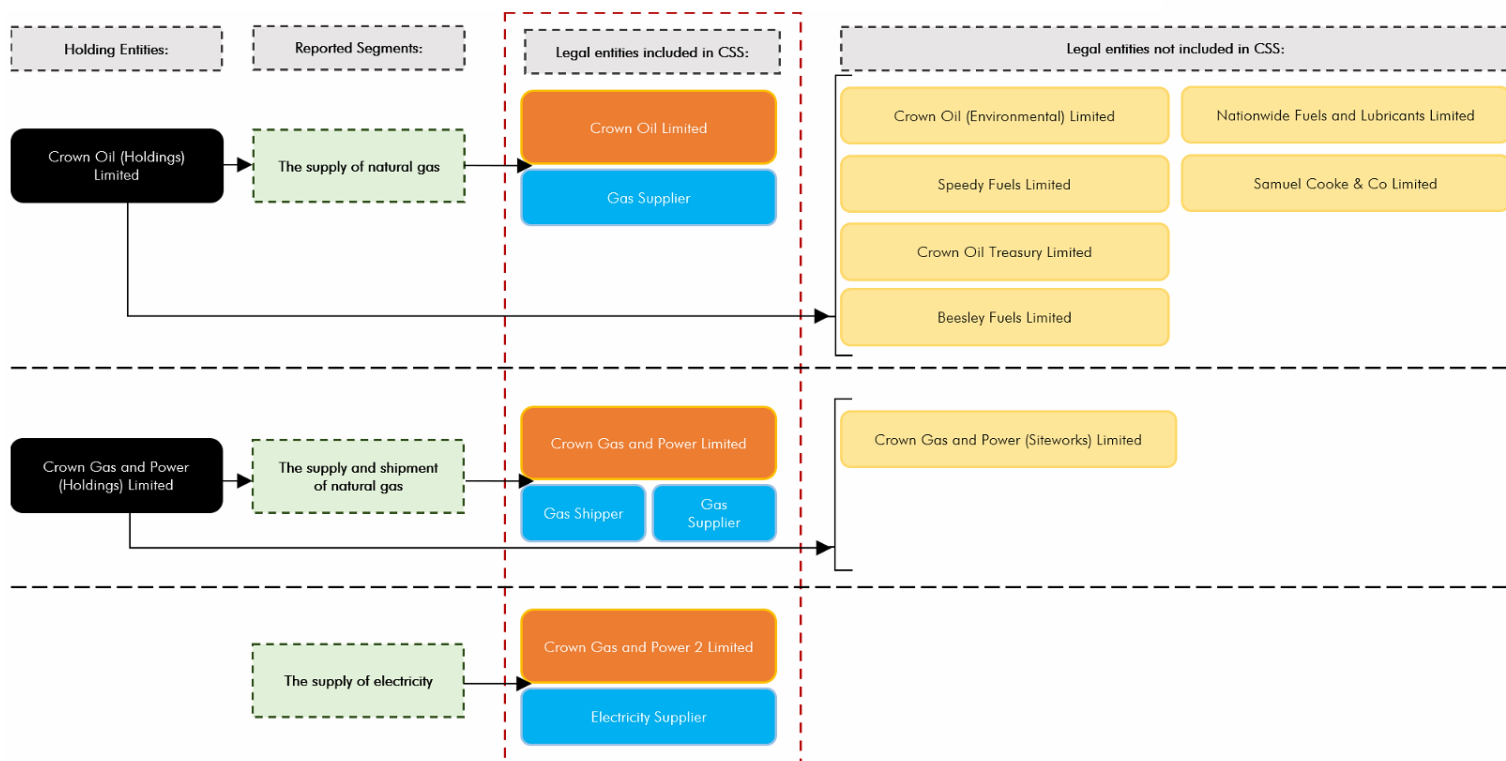 Holding Entities:
Reported Segments:
Legal entities included in CSS:
Legal entities not included in CSS:
Crown Oil (Holdings)
Limited
The supply of natural gas
Crown Oil Limited
Gas Supplier
Crown Oil (Environmental) Limited
Nationwide Fuels and Lubricants Limited
Speedy Fuels Limited
Samuel Cooke & Co Limited
Crown Oil Treasury Limited
Beesley Fuels Limited
Crown Gas and Power
(Holdings) Limited
The supply and shipment
of natural gas
Crown Gas and Power Limited
Gas Shipper
Gas
Supplier
Crown Gas and Power (Siteworks) Limited
The supply of electricity
Crown Gas and Power 2 Limited
Electricity Supplier